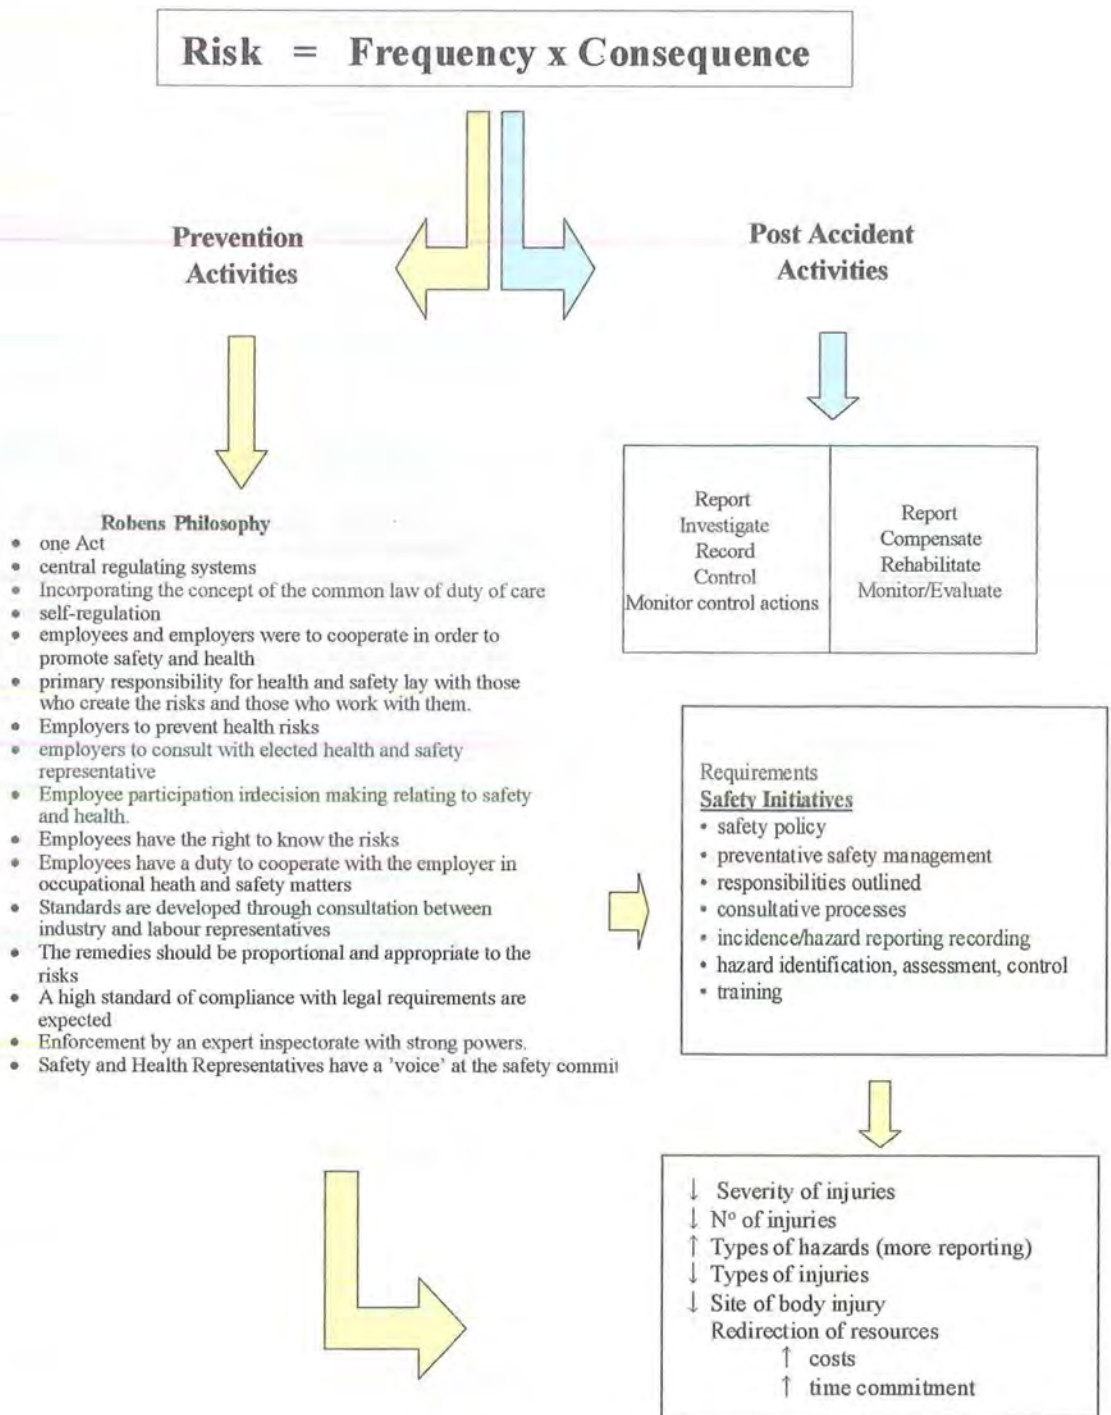 Risk = Frequency x Consequence
Prevention
Activities
Post Accident
Activities
Report
Investigate
Record
Control
Monitor control actions
Report
Compensate
Rehabilitate
Monitor/Evaluate
Robens Philosophy
• one Act
• central regulating systems
• Incorporating the concept of the common law of duty of care
• self-regulation
• employees and employers were to cooperate in order to
promote safety and health
• primary responsibility for health and safety lay with those
who create the risks and those who work with them.
• Employers to prevent health risks
• employers to consult with elected health and safety
representative
• Employee participation indecision making relating to safety
and health.
• Employees have the right to know the risks
• Employees have a duty to cooperate with the employer in
occupational heath and safety matters
• Standards are developed through consultation between
industry and labour representatives
• The remedies should be proportional and appropriate to the
risks
• A high standard of compliance with legal requirements are
expected
• Enforcement by an expert inspectorate with strong powers.
• Safety and Health Representatives have a 'voice' at the safety commit
Requirements
Safety Initiatives
• safety policy
• preventative safety management
• responsibilities outlined
• consultative processes
• incidence/hazard reporting recording
• hazard identification, assessment, control
• training
↓ Severity of injuries
↓ Nº of injuries
↑ Types of hazards (more reporting)
↓ Types of injuries
↓ Site of body injury
Redirection of resources
↑ costs
↑ time commitment